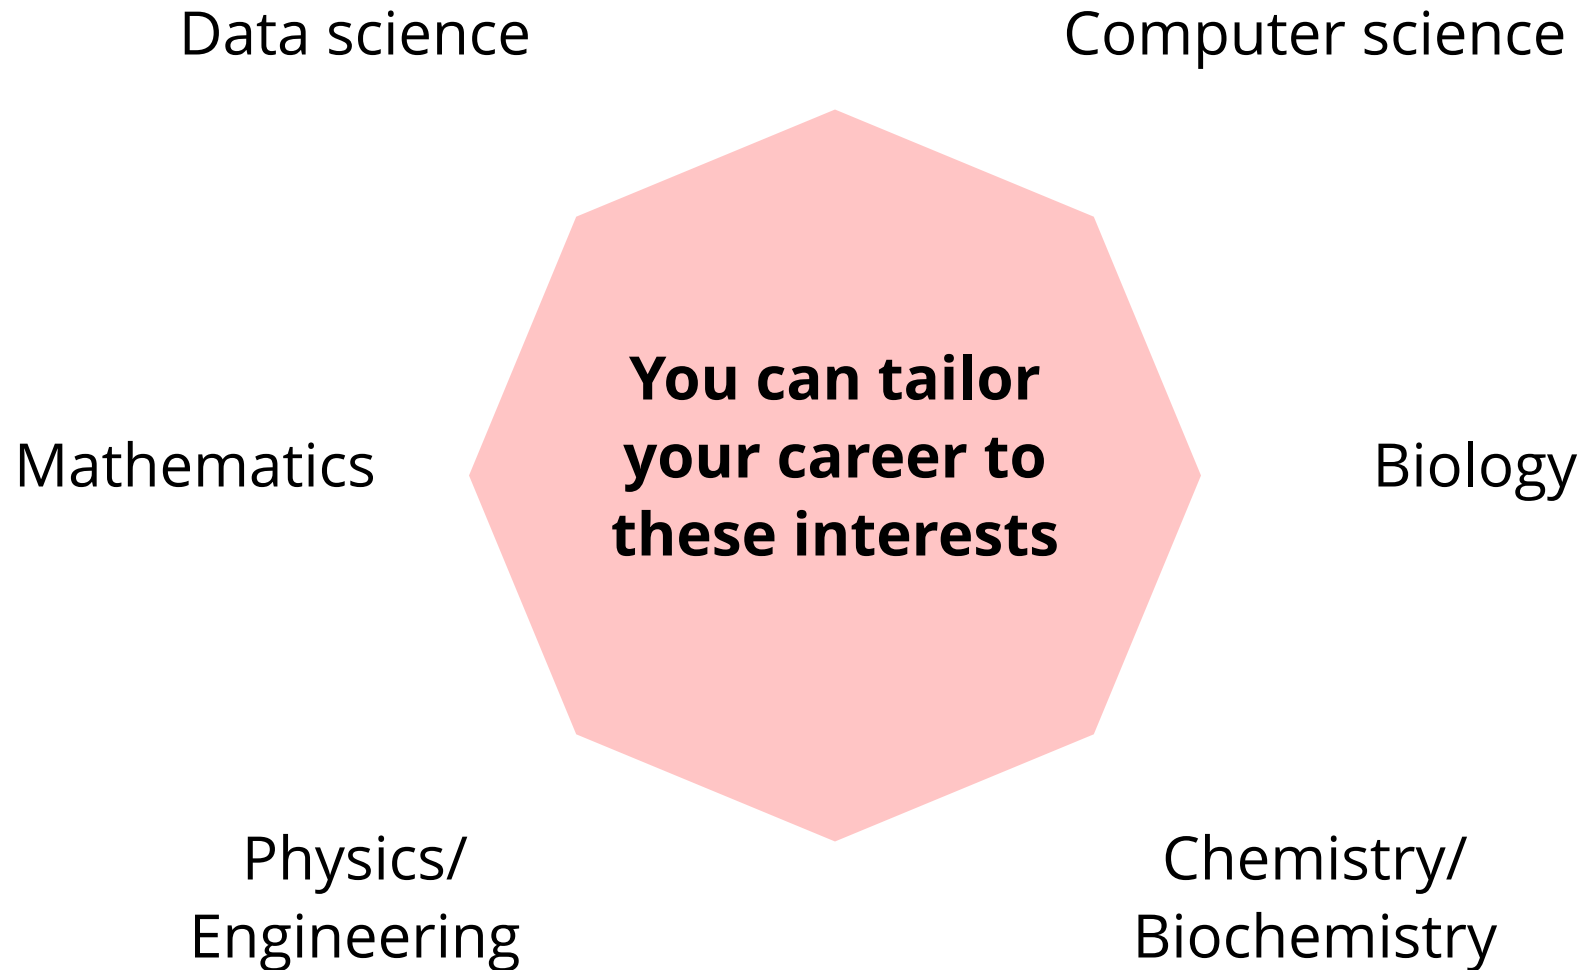 Data science
Computer science
You can tailor
your career to
these interests
Mathematics
Biology
Physics/
Engineering
Chemistry/
Biochemistry